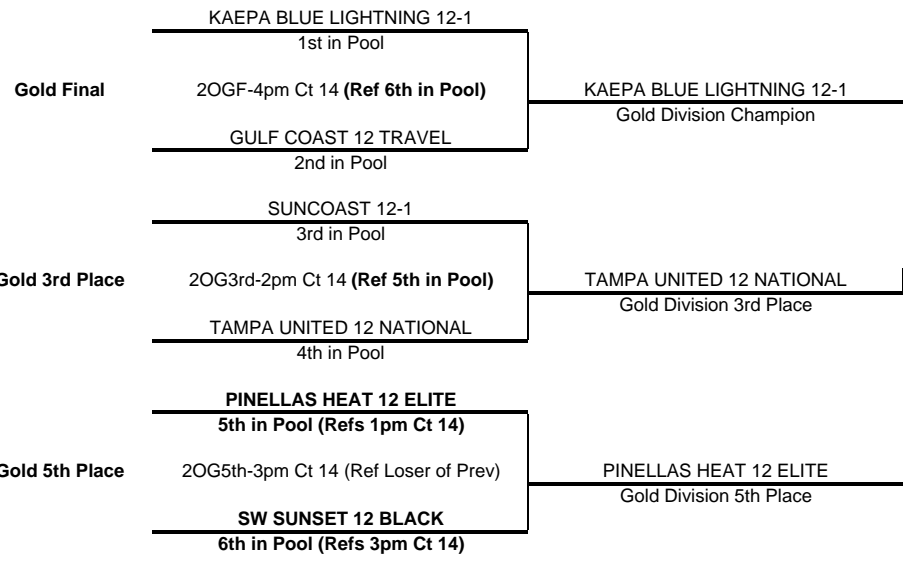 KAEPA BLUE LIGHTNING 12-1
1st in Pool
Gold Final
2OGF-4pm Ct 14 (Ref 6th in Pool)
KAEPA BLUE LIGHTNING 12-1
Gold Division Champion
GULF COAST 12 TRAVEL
2nd in Pool
SUNCOAST 12-1
3rd in Pool
Gold 3rd Place
2OG3rd-2pm Ct 14 (Ref 5th in Pool)
TAMPA UNITED 12 NATIONAL
Gold Division 3rd Place
TAMPA UNITED 12 NATIONAL
4th in Pool
PINELLAS HEAT 12 ELITE
5th in Pool (Refs 1pm Ct 14)
Gold 5th Place
2OG5th-3pm Ct 14 (Ref Loser of Prev)
PINELLAS HEAT 12 ELITE
Gold Division 5th Place
SW SUNSET 12 BLACK
6th in Pool (Refs 3pm Ct 14)